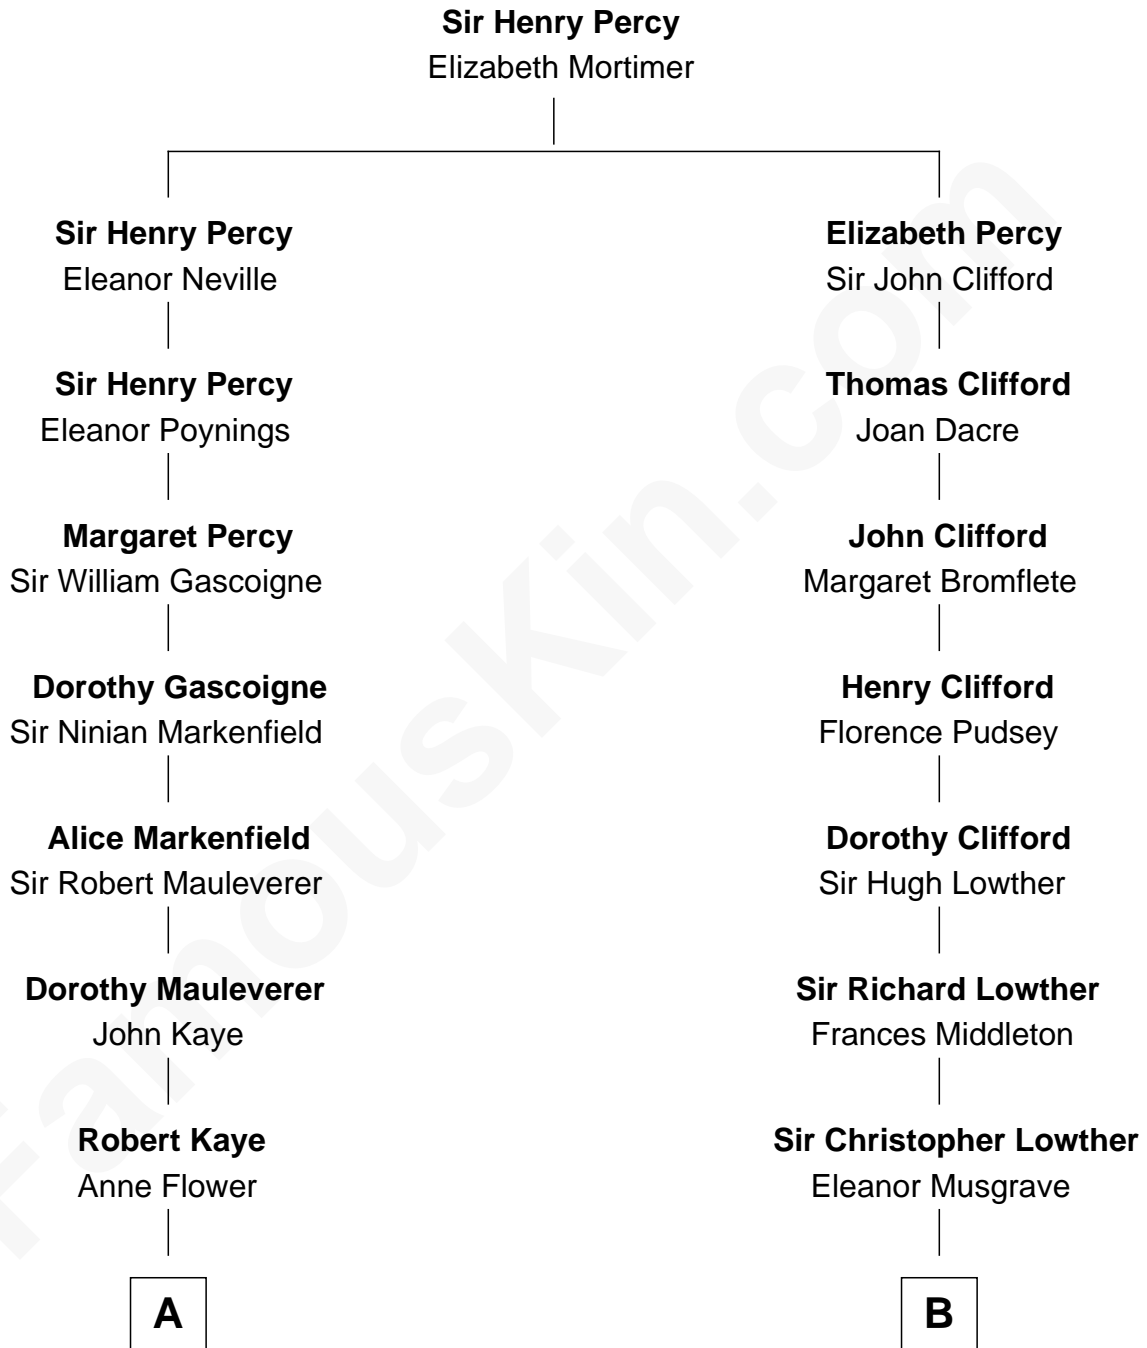 Sir Henry Percy
Elizabeth Mortimer
Sir Henry Percy
Eleanor Neville
Elizabeth Percy
Sir John Clifford
Sir Henry Percy
Eleanor Poynings
Thomas Clifford
Joan Dacre
Margaret Percy
Sir William Gascoigne
John Clifford
Margaret Bromflete
Dorothy Gascoigne
Sir Ninian Markenfield
Henry Clifford
Florence Pudsey
Alice Markenfield
Sir Robert Mauleverer
Dorothy Clifford
Sir Hugh Lowther
Dorothy Mauleverer
John Kaye
Sir Richard Lowther
Frances Middleton
Robert Kaye
Anne Flower
Sir Christopher Lowther
Eleanor Musgrave
A
B
FamousKin.com